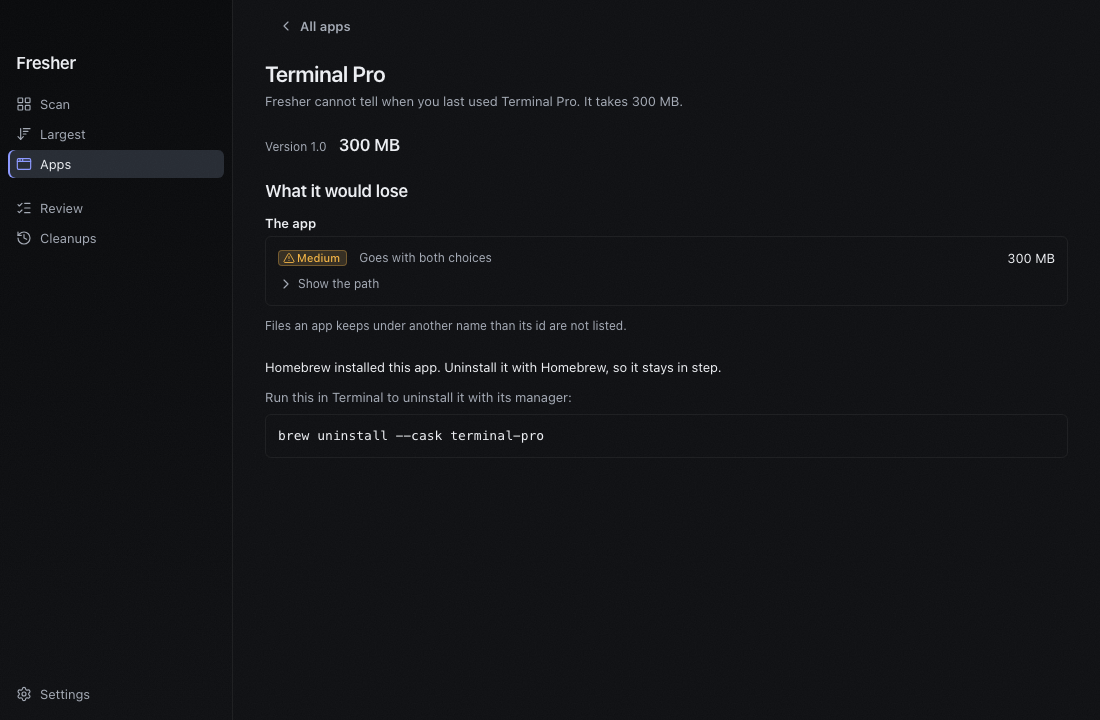 All apps
Fresher
Scan
Largest
Apps
Review
Cleanups
Settings
Terminal Pro
Fresher cannot tell when you last used Terminal Pro. It takes 300 MB.
Version 1.0 300 MB
What it would lose
The app
Medium Goes with both choices 300 MB
Show the path
Files an app keeps under another name than its id are not listed.
Homebrew installed this app. Uninstall it with Homebrew, so it stays in step.
Run this in Terminal to uninstall it with its manager:
brew uninstall --cask terminal-pro